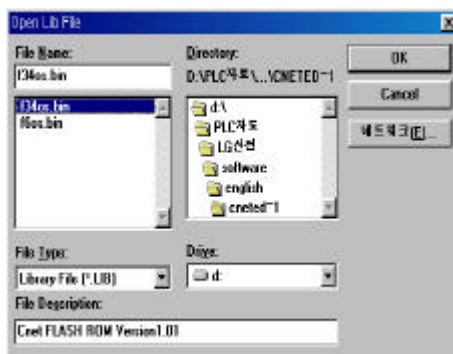 Open Lib File
File Name:
f34os.bin
f34os.bin
f6os.bin
File Type:
Library File (*.LIB)
File Description:
Cnet FLASH ROM Version1.01
Directory:
D:\PLC자료\...\CNETED~1
d:\
PLC자료
LG산전
software
english
cneted~1
Drive:
d:
OK
Cancel
네트워크(F)...